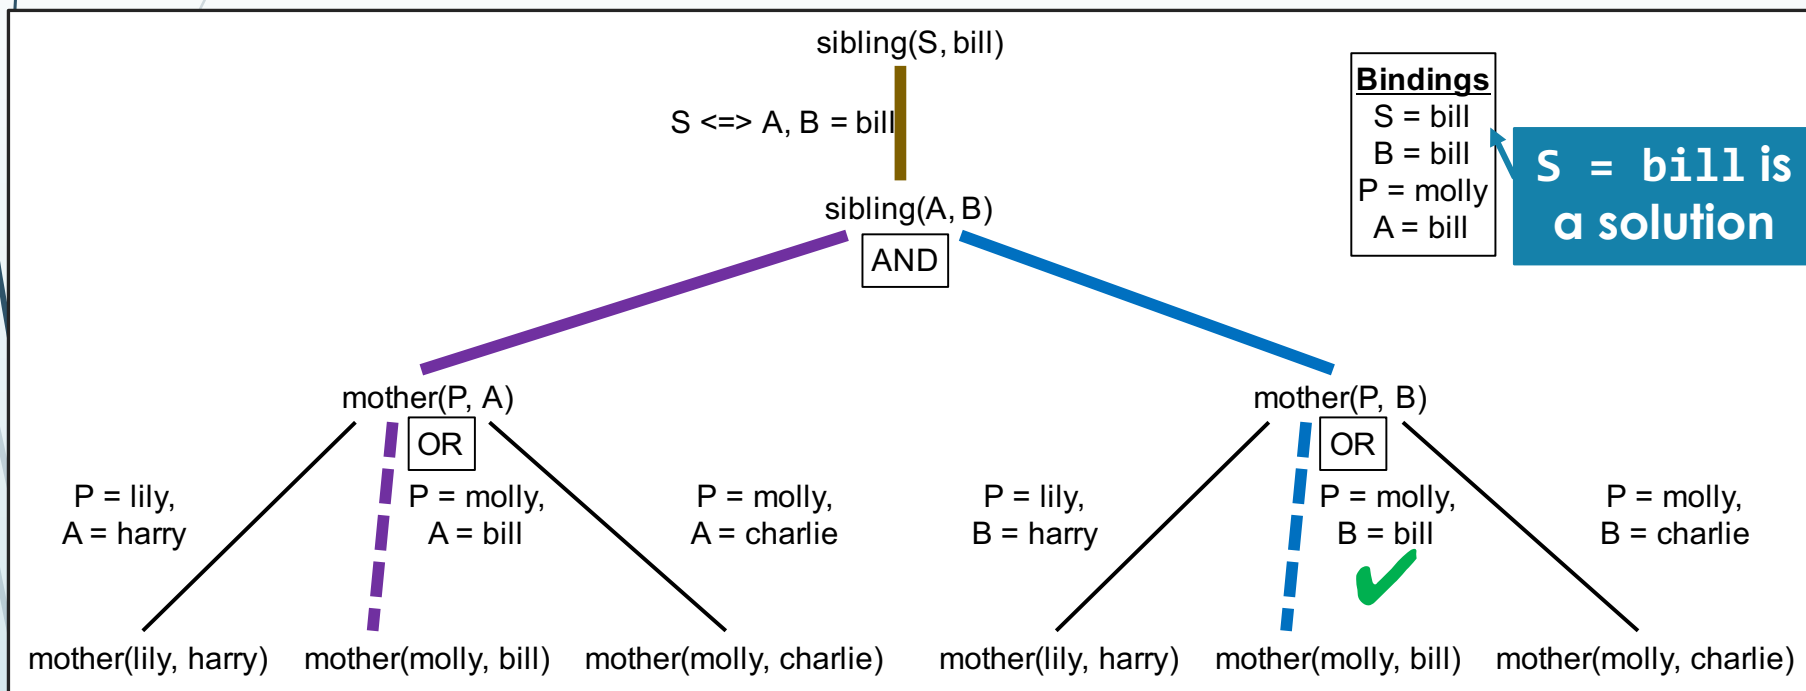 sibling(S, bill)
S <=> A, B = bill
sibling(A, B)
AND
Bindings
S = bill
B = bill
P = molly
A = bill
S = bill is
a solution
mother(P, A)
OR
P = lily,
A = harry
P = molly,
A = bill
P = molly,
A = charlie
mother(lily, harry)
mother(molly, bill)
mother(molly, charlie)
mother(P, B)
OR
P = lily,
B = harry
P = molly,
B = bill
P = molly,
B = charlie
mother(lily, harry)
mother(molly, bill)
mother(molly, charlie)